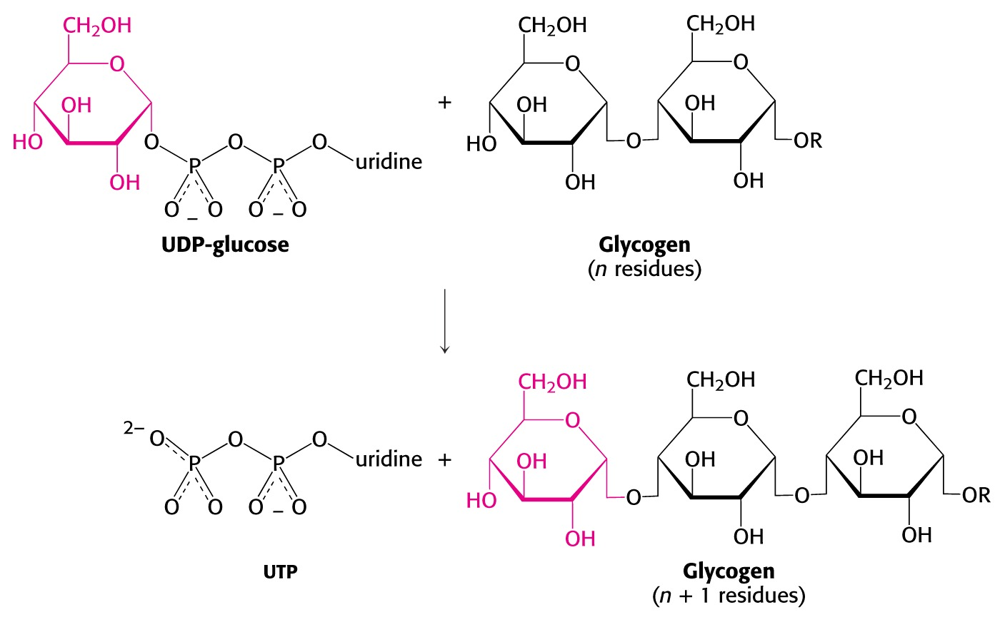 CH2OH
O
OH
HO
OH
O
P
O
P
O
uridine
O
O
–
O
–
O
UDP-glucose
+
CH2OH
O
OH
HO
OH
O
CH2OH
O
OH
OR
OH
Glycogen
(n residues)
2–
O
P
O
P
O
uridine
O
O
O
–
O
UTP
+
CH2OH
O
OH
HO
OH
O
CH2OH
O
OH
OH
O
CH2OH
O
OH
OR
OH
Glycogen
(n + 1 residues)